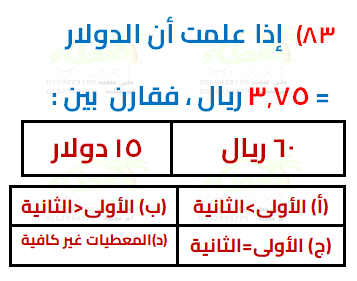 ٨٣) إذا علمت أن الدولار
= ٣,٧٥ ريال ، فقارن بين :
٦٠ ريال ١٥ دولار
(أ) الأولى>الثانية (ب) الأولى<الثانية
(ج) الأولى=الثانية (د)المعطيات غير كافية